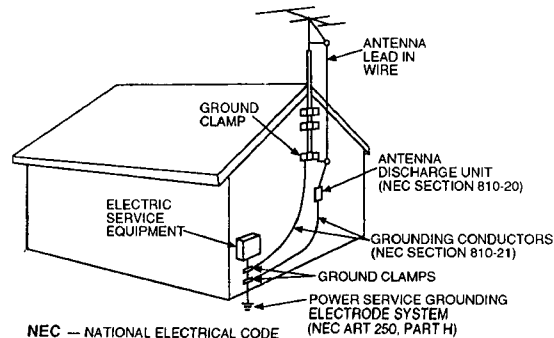 ANTENNA
LEAD IN
WIRE
GROUND
CLAMP
ANTENNA
DISCHARGE UNIT
(NEC SECTION 810-20)
ELECTRIC
SERVICE
EQUIPMENT
GROUNDING CONDUCTORS
(NEC SECTION 810-21)
GROUND CLAMPS
POWER SERVICE GROUNDING
ELECTRODE SYSTEM
(NEC ART 250, PART H)
NEC — NATIONAL ELECTRICAL CODE